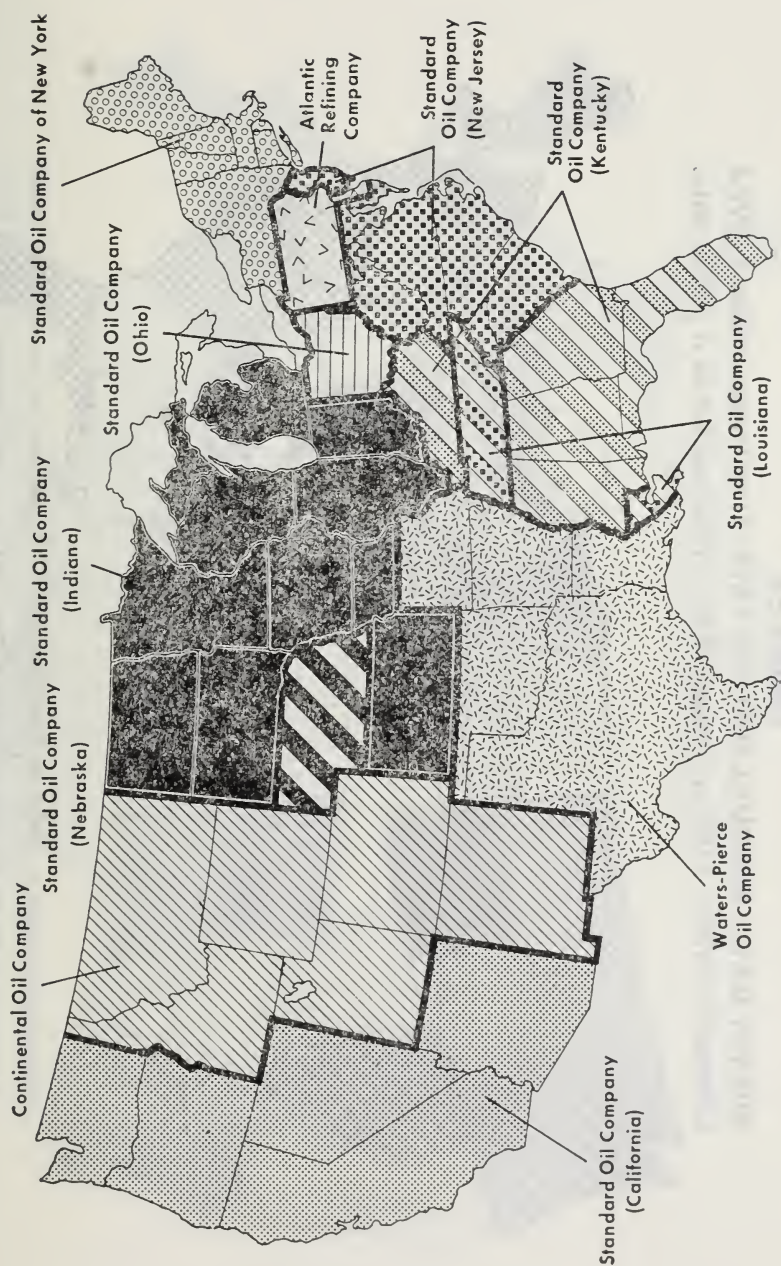 Continental Oil Company
Standard Oil Company
(Nebraska)
Standard Oil Company
(Indiana)
Standard Oil Company
(Ohio)
Standard Oil Company of New York
Atlantic
Refining
Company
Standard
Oil Company
(New Jersey)
Standard
Oil Company
(Kentucky)
Standard Oil Company
(Louisiana)
Waters-Pierce
Oil Company
Standard Oil Company
(California)